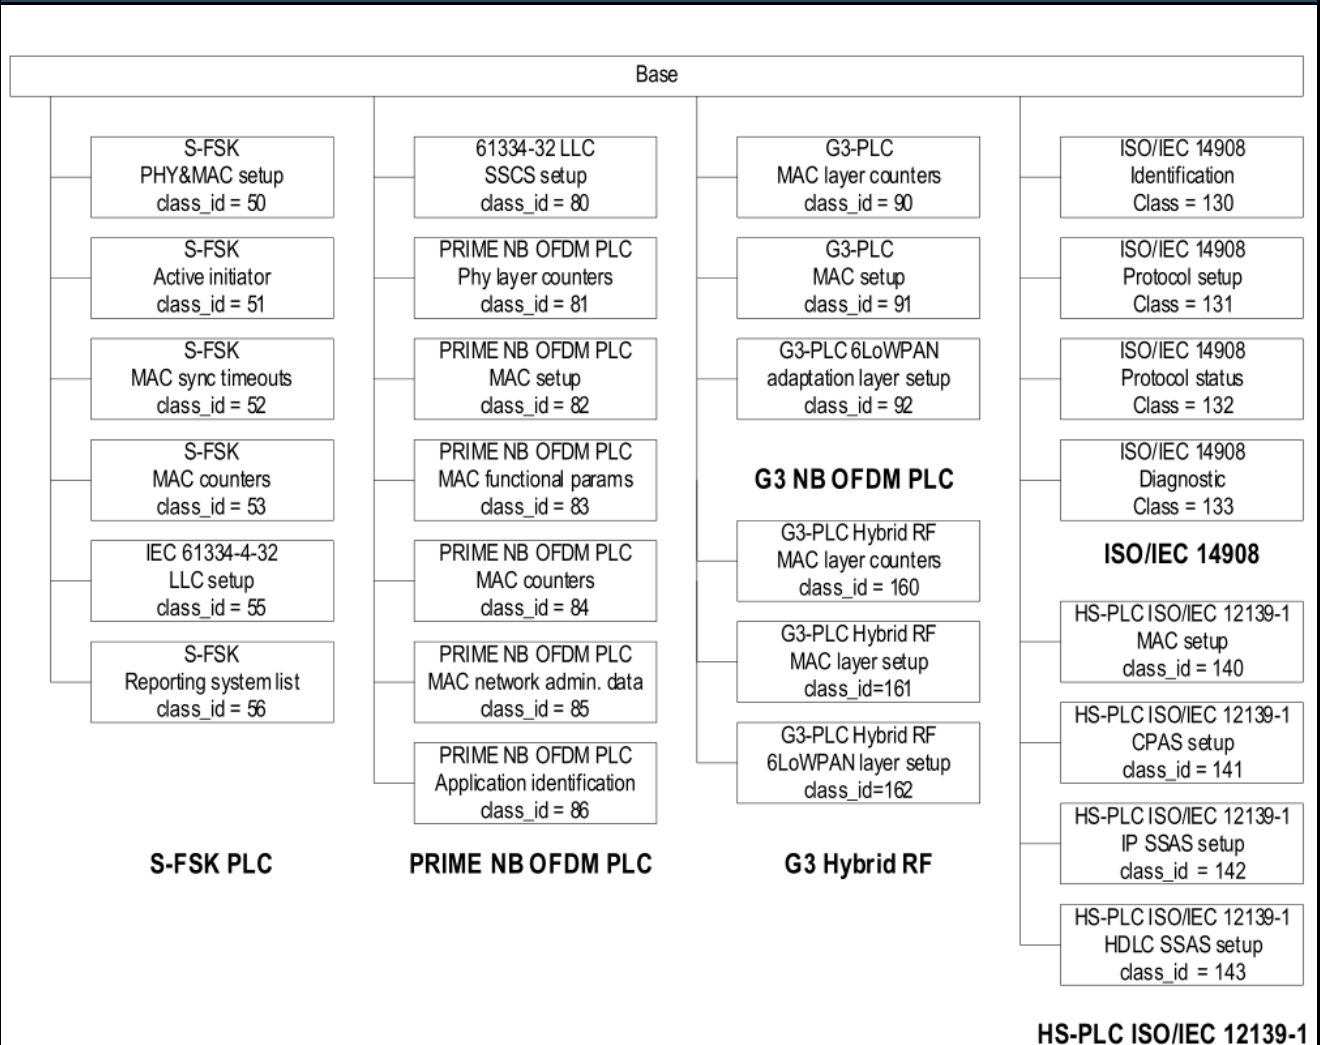 Base
S-FSK
PHY&MAC setup
class_id = 50
S-FSK
Active initiator
class_id = 51
S-FSK
MAC sync timeouts
class_id = 52
S-FSK
MAC counters
class_id = 53
IEC 61334-4-32
LLC setup
class_id = 55
S-FSK
Reporting system list
class_id = 56
S-FSK PLC
61334-32 LLC
SSCS setup
class_id = 80
PRIME NB OFDM PLC
Phy layer counters
class_id = 81
PRIME NB OFDM PLC
MAC setup
class_id = 82
PRIME NB OFDM PLC
MAC functional params
class_id = 83
PRIME NB OFDM PLC
MAC counters
class_id = 84
PRIME NB OFDM PLC
MAC network admin. data
class_id = 85
PRIME NB OFDM PLC
Application identification
class_id = 86
PRIME NB OFDM PLC
G3-PLC
MAC layer counters
class_id = 90
G3-PLC
MAC setup
class_id = 91
G3-PLC 6LoWPAN
adaptation layer setup
class_id = 92
G3 NB OFDM PLC
G3-PLC Hybrid RF
MAC layer counters
class_id = 160
G3-PLC Hybrid RF
MAC layer setup
class_id=161
G3-PLC Hybrid RF
6LoWPAN layer setup
class_id=162
G3 Hybrid RF
ISO/IEC 14908
Identification
Class = 130
ISO/IEC 14908
Protocol setup
Class = 131
ISO/IEC 14908
Protocol status
Class = 132
ISO/IEC 14908
Diagnostic
Class = 133
ISO/IEC 14908
HS-PLC ISO/IEC 12139-1
MAC setup
class_id = 140
HS-PLC ISO/IEC 12139-1
CPAS setup
class_id = 141
HS-PLC ISO/IEC 12139-1
IP SSAS setup
class_id = 142
HS-PLC ISO/IEC 12139-1
HDLC SSAS setup
class_id = 143
HS-PLC ISO/IEC 12139-1